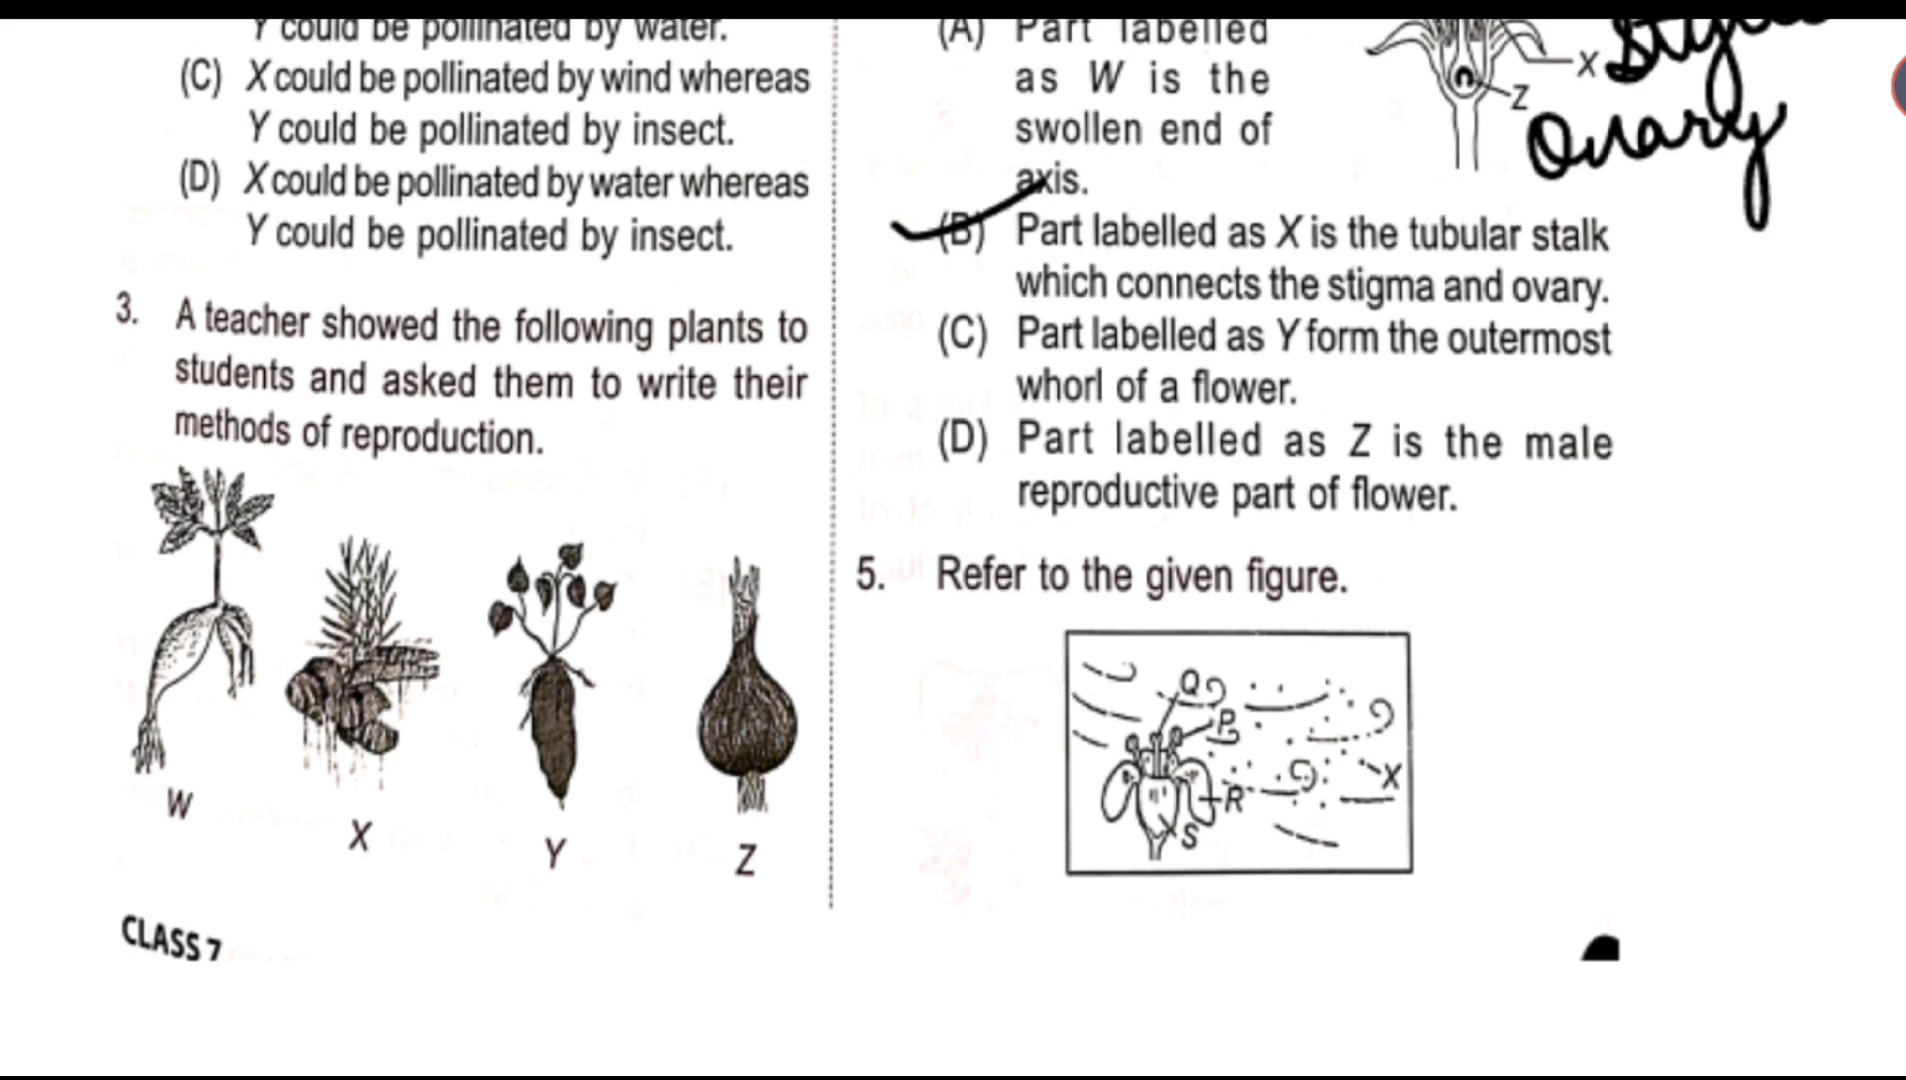 Y could be pollinated by water.
(C) X could be pollinated by wind whereas
Y could be pollinated by insect.
(D) X could be pollinated by water whereas
Y could be pollinated by insect.
3. A teacher showed the following plants to
students and asked them to write their
methods of reproduction.
W
X
Y
Z
CLASS 7
(A) Part labelled
as W is the
swollen end of
axis.
X
Z
Ovary
(B) Part labelled as X is the tubular stalk
which connects the stigma and ovary.
(C) Part labelled as Y form the outermost
whorl of a flower.
(D) Part labelled as Z is the male
reproductive part of flower.
5. Refer to the given figure.
Q
P
X
R
S